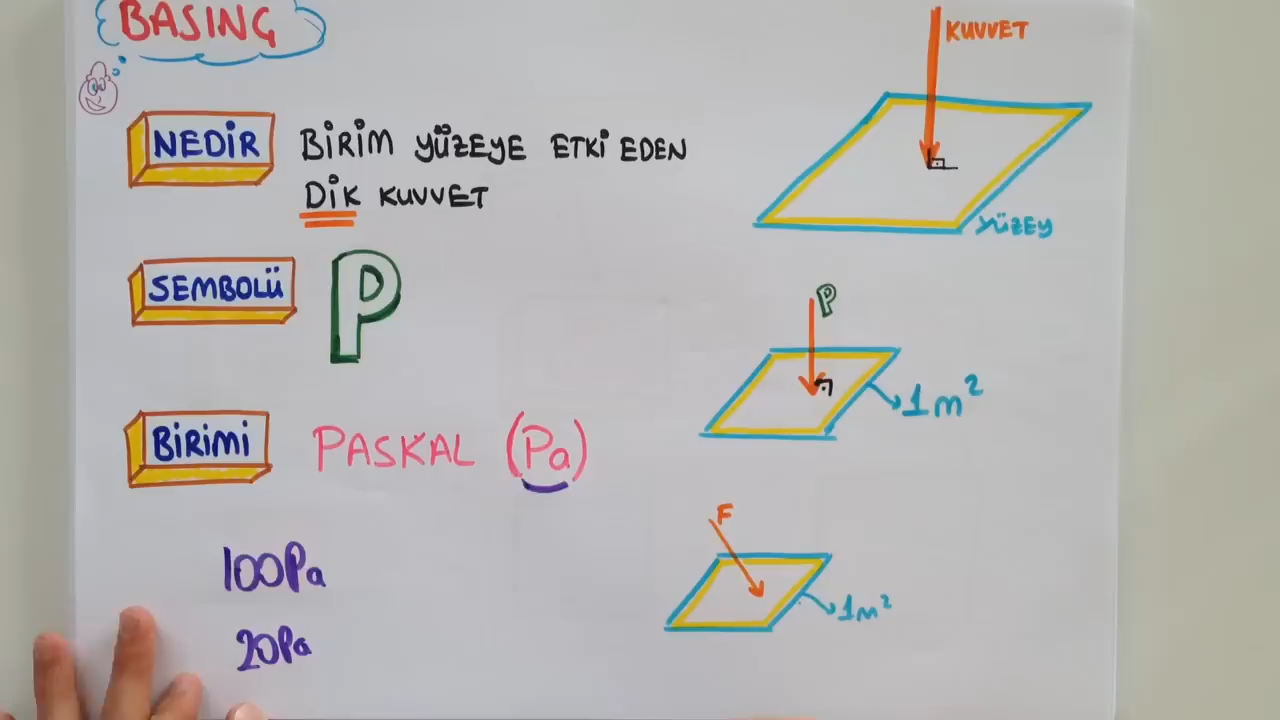 BASINÇ
NEDİR
BİRİM YÜZEYE ETKİ EDEN
DİK KUVVET
SEMBOLÜ
P
BİRİMİ
PASKAL (Pa)
100Pa
20Pa
KUVVET
YÜZEY
P
1m²
F
1m²